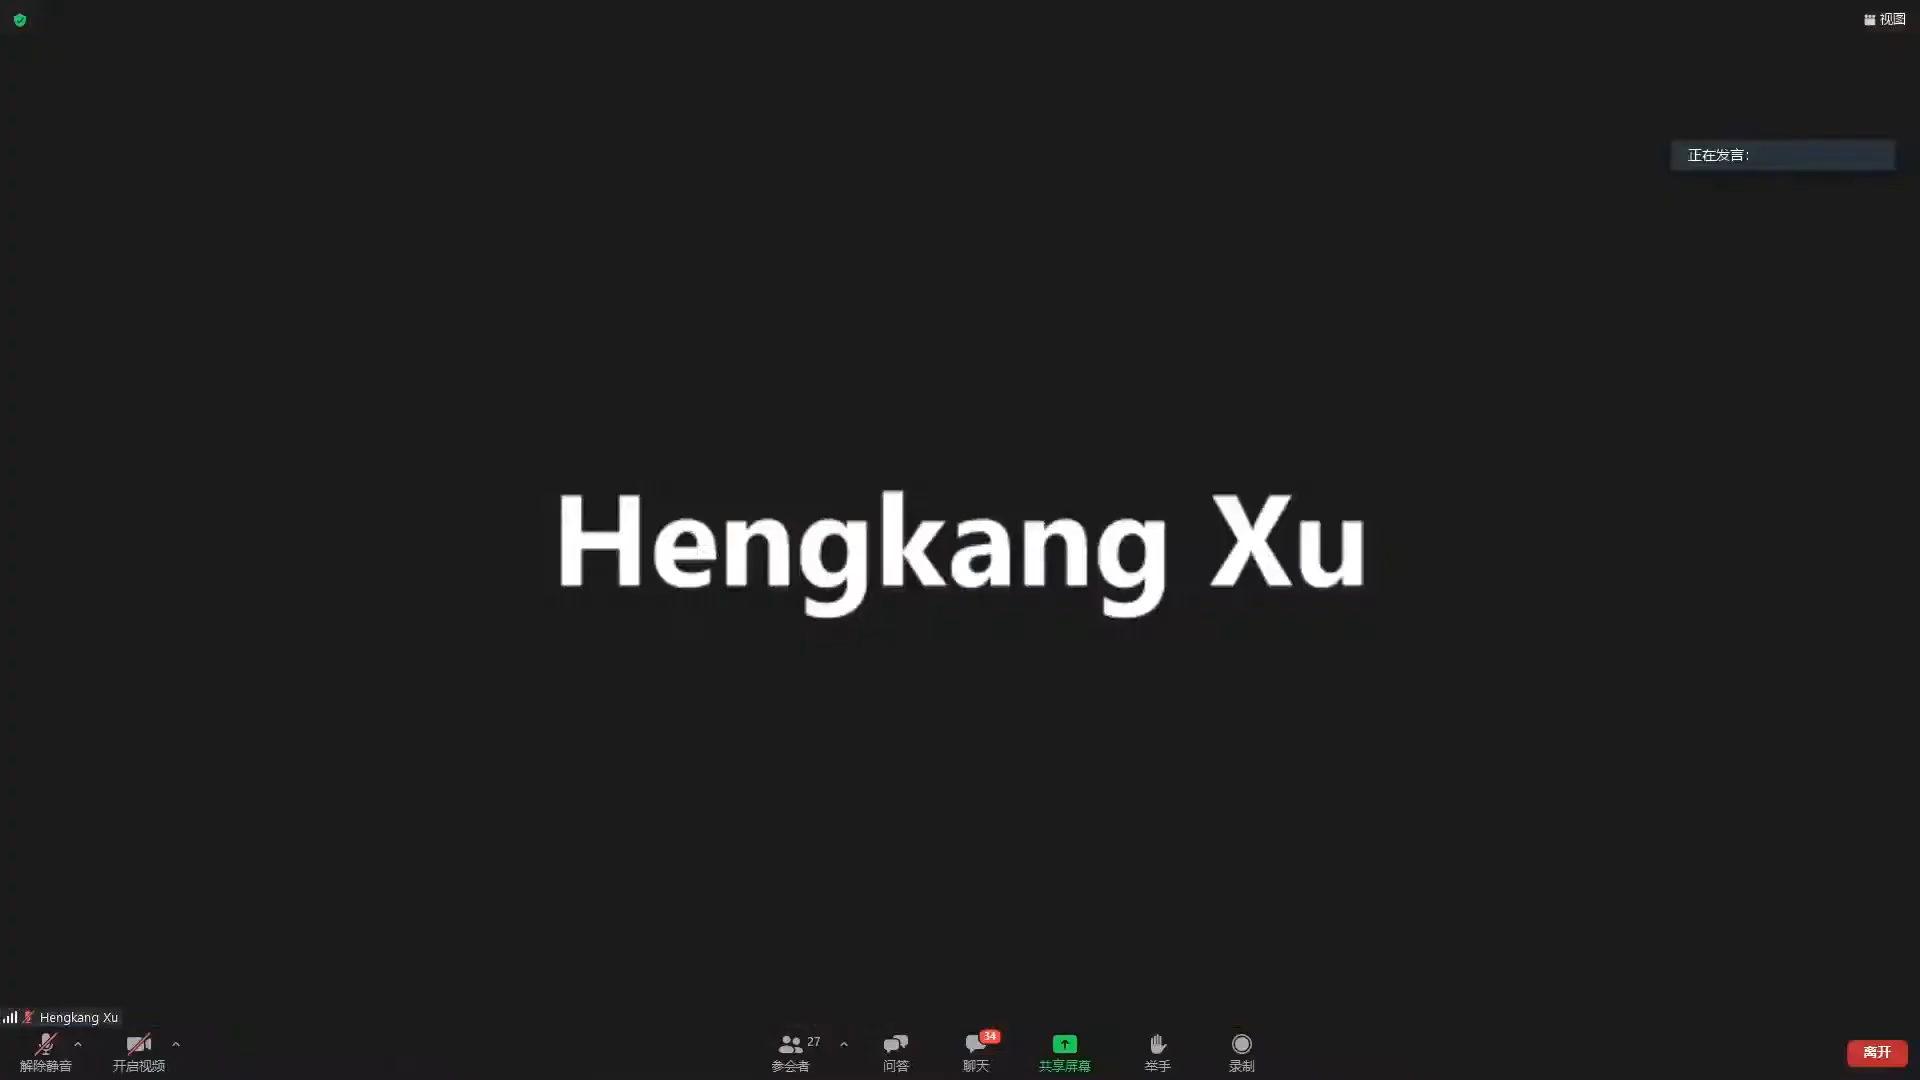 视图
正在发言:
Hengkang Xu
Hengkang Xu
解除静音
开启视频
27
参会者
问答
34
聊天
共享屏幕
举手
录制
离开